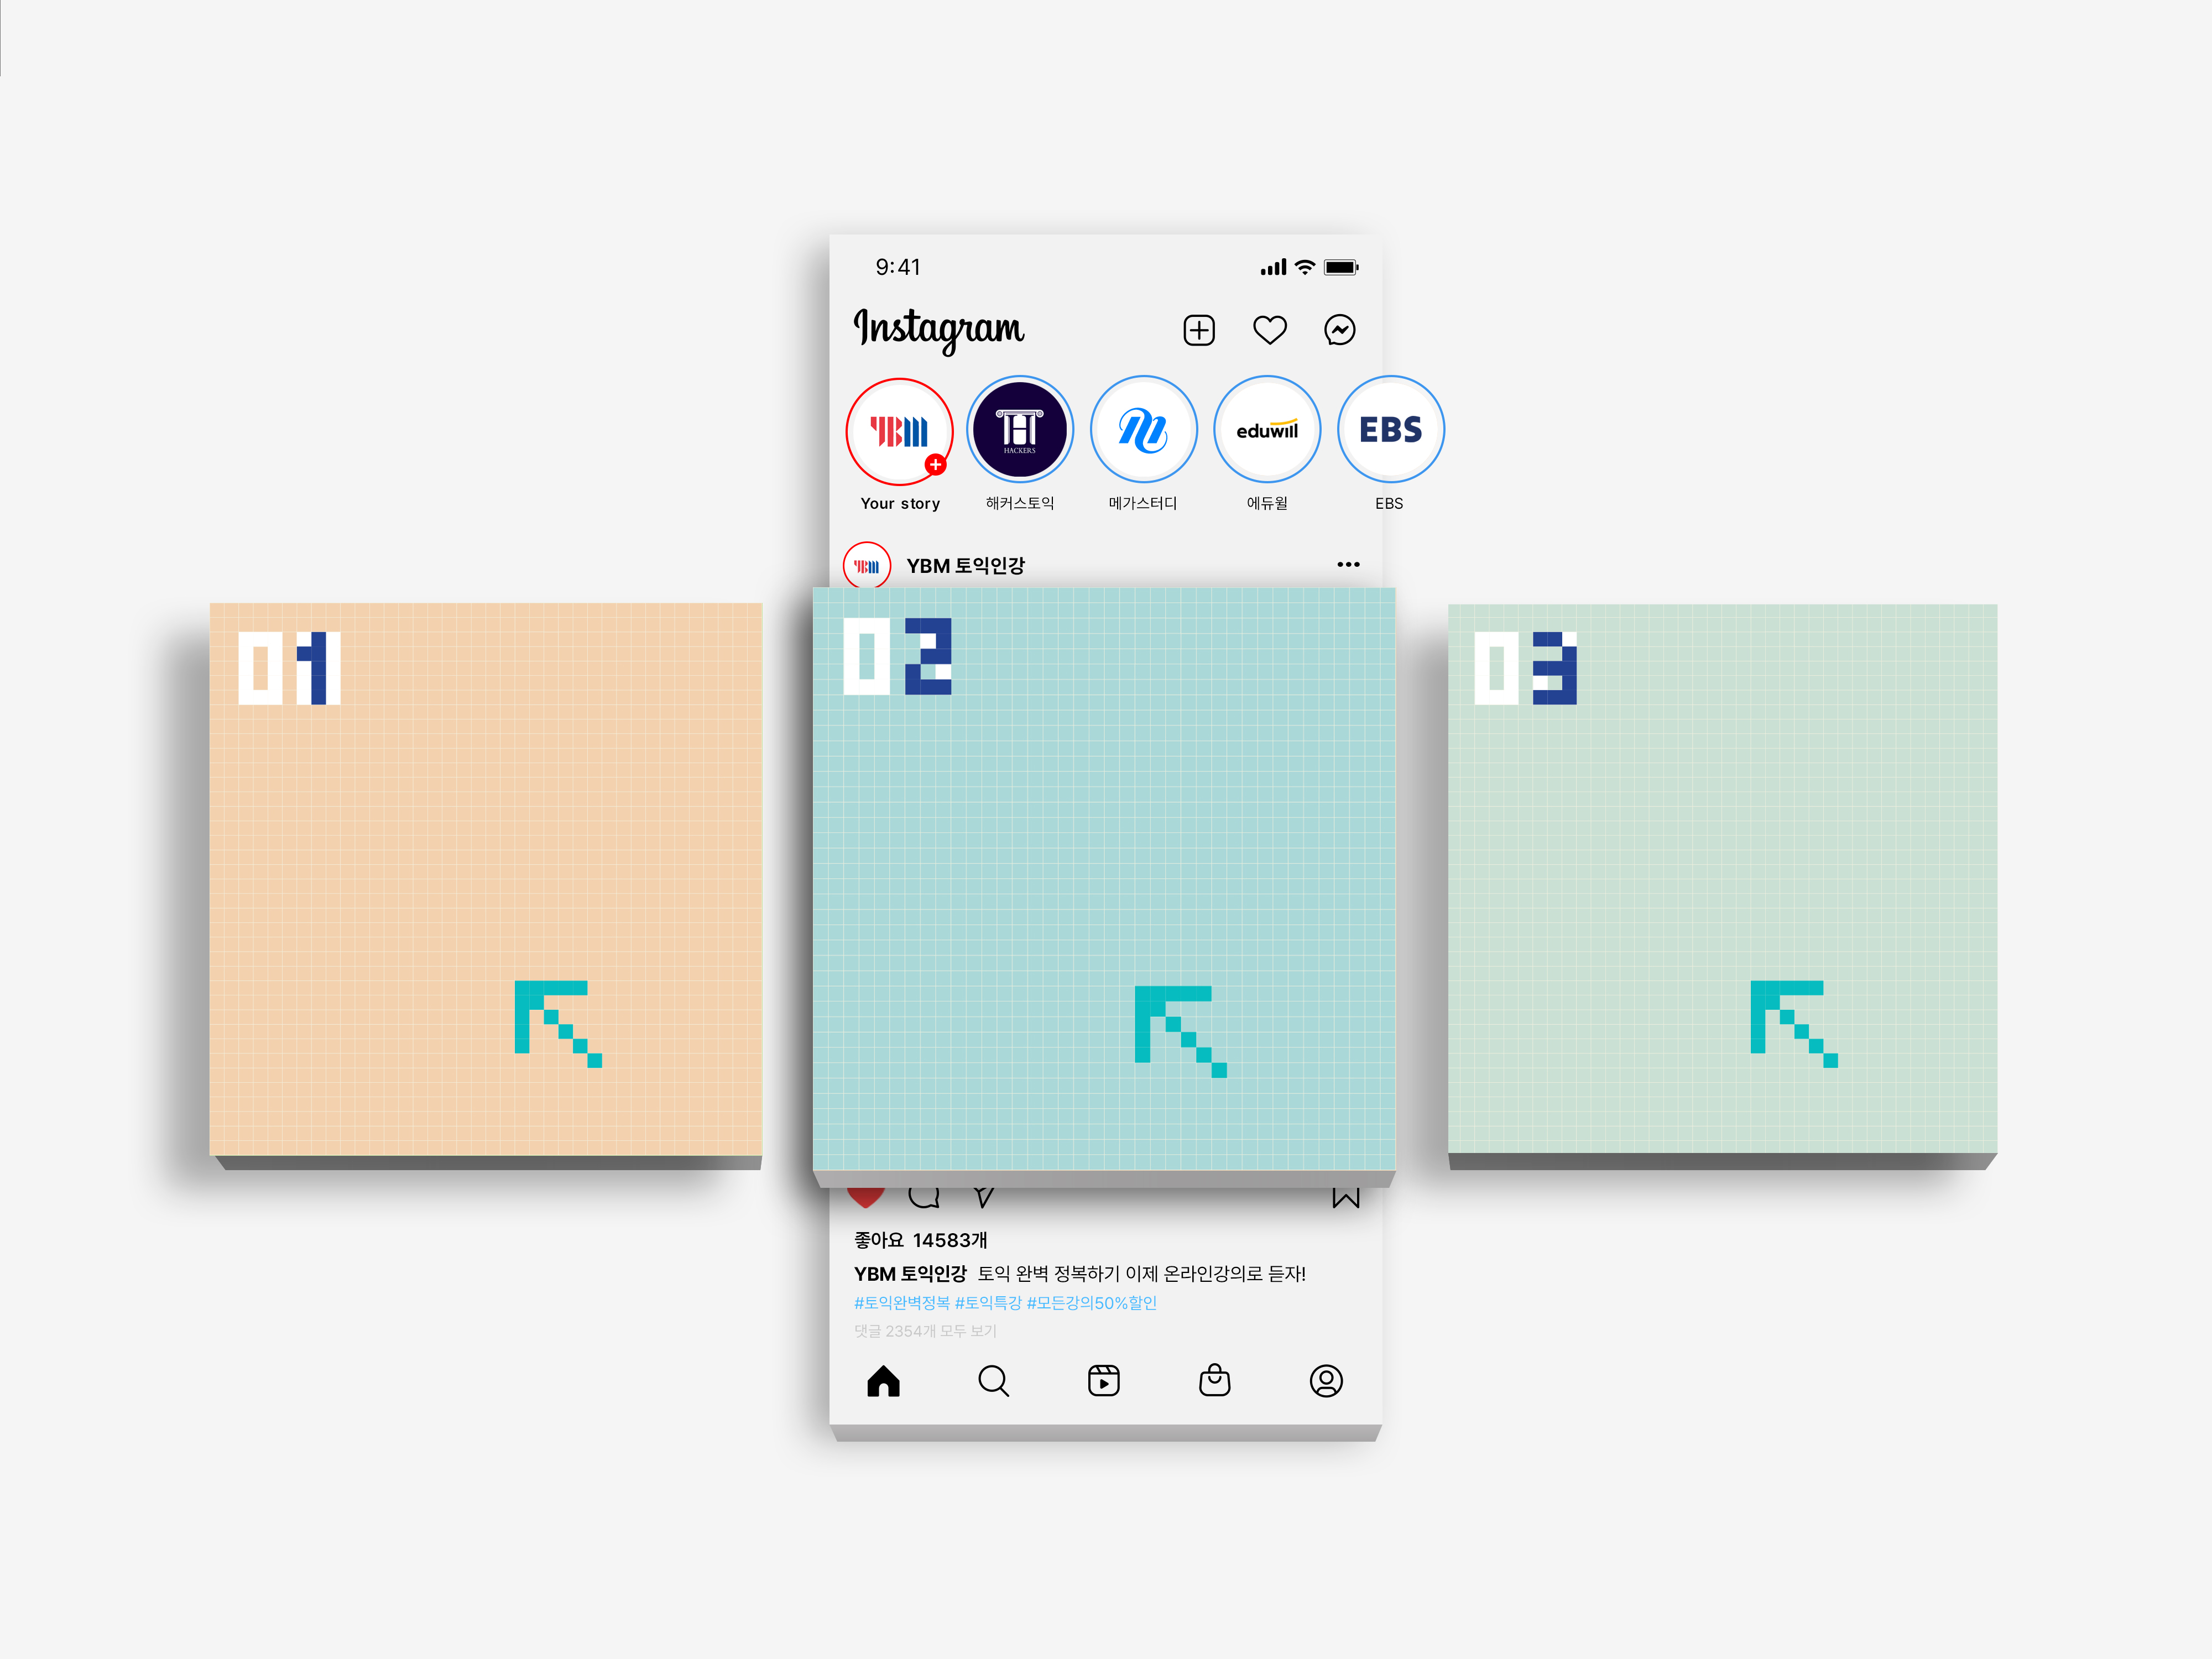 9:41
Instagram
YBM
HACKERS
eduwill
EBS
Your story
해커스토익
메가스터디
에듀윌
EBS
YBM
YBM 토익인강
01
02
03
좋아요 14583개
YBM 토익인강 토익 완벽 정복하기 이제 온라인강의로 듣자!
#토익완벽정복 #토익특강 #모든강의50%할인
댓글 2354개 모두 보기